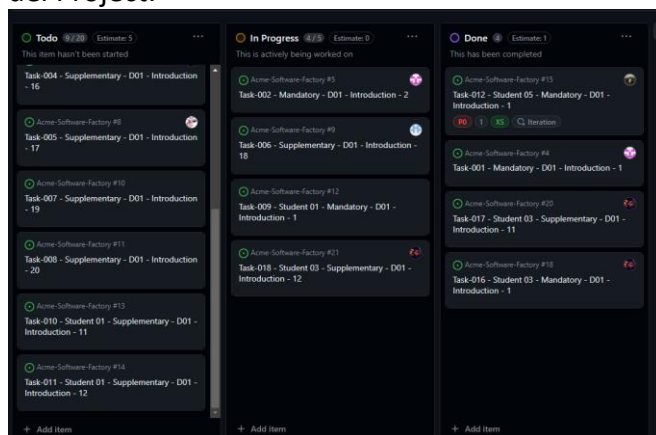 del Project.
Todo 9 / 20 Estimate: 5 ...
This item hasn't been started
Task-004 - Supplementary - D01 - Introduction
- 16
Acme-Software-Factory #8
Task-005 - Supplementary - D01 - Introduction
- 17
Acme-Software-Factory #10
Task-007 - Supplementary - D01 - Introduction
- 19
Acme-Software-Factory #11
Task-008 - Supplementary - D01 - Introduction
- 20
Acme-Software-Factory #13
Task-010 - Student 01 - Supplementary - D01 -
Introduction - 11
Acme-Software-Factory #14
Task-011 - Student 01 - Supplementary - D01 -
Introduction - 12
+ Add item
In Progress 4 / 5 Estimate: 0 ...
This is actively being worked on
Acme-Software-Factory #5
Task-002 - Mandatory - D01 - Introduction - 2
Acme-Software-Factory #9
Task-006 - Supplementary - D01 - Introduction -
18
Acme-Software-Factory #12
Task-009 - Student 01 - Mandatory - D01 -
Introduction - 1
Acme-Software-Factory #21
Task-018 - Student 03 - Supplementary - D01 -
Introduction - 12
+ Add item
Done 4 Estimate: 1 ...
This has been completed
Acme-Software-Factory #15
Task-012 - Student 05 - Mandatory - D01 -
Introduction - 1
P0 1 XS Iteration
Acme-Software-Factory #4
Task-001 - Mandatory - D01 - Introduction - 1
Acme-Software-Factory #20
Task-017 - Student 03 - Supplementary - D01 -
Introduction - 11
Acme-Software-Factory #18
Task-016 - Student 03 - Mandatory - D01 -
Introduction - 1
+ Add item